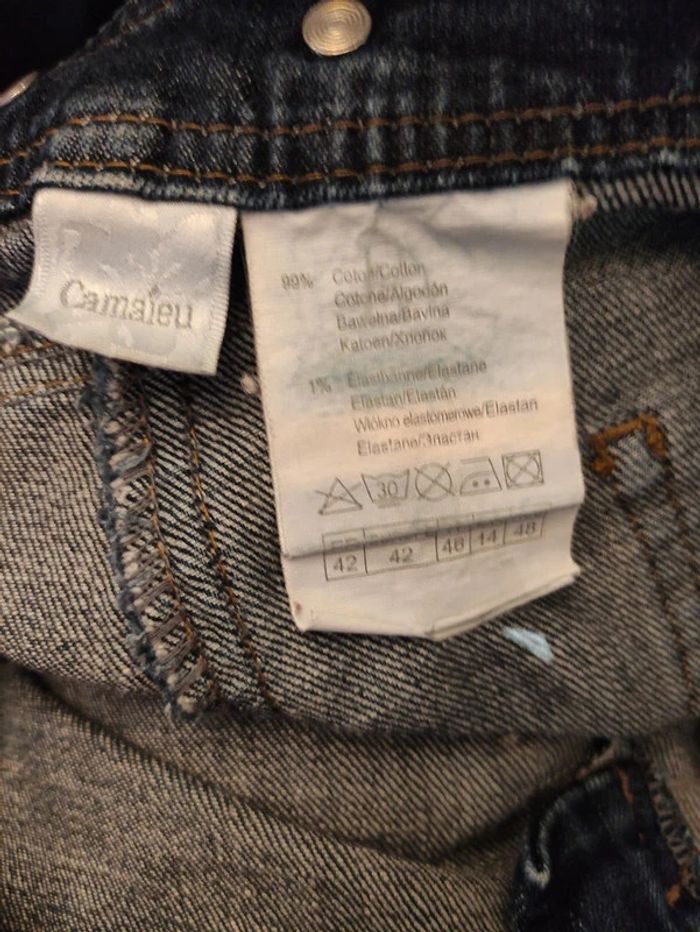 Camaïeu
99% Coton/Cotton
Cotone/Algodón
Bawełna/Bavlna
Katoen/Хлопок
1% Elasthanne/Elastane
Elastan/Elastán
Włókno elastomerowe/Elastan
Elastane/Эластан
30
42 42 46 14 48